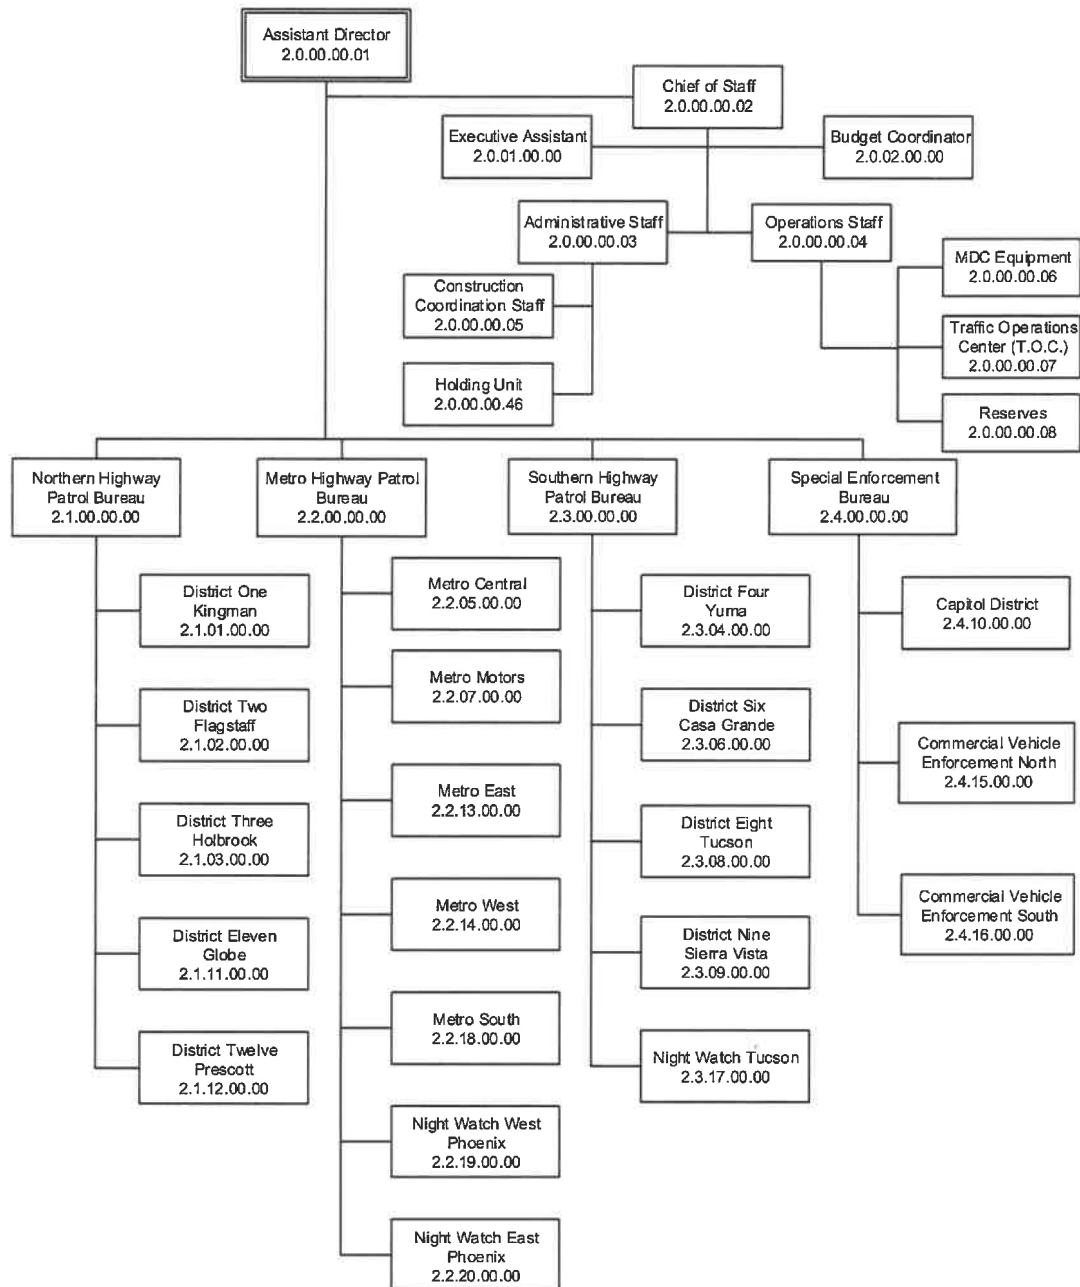 Assistant Director
2.0.00.00.01
Chief of Staff
2.0.00.00.02
Executive Assistant
2.0.01.00.00
Budget Coordinator
2.0.02.00.00
Administrative Staff
2.0.00.00.03
Operations Staff
2.0.00.00.04
MDC Equipment
2.0.00.00.06
Construction
Coordination Staff
2.0.00.00.05
Traffic Operations
Center (T.O.C.)
2.0.00.00.07
Holding Unit
2.0.00.00.46
Reserves
2.0.00.00.08
Northern Highway
Patrol Bureau
2.1.00.00.00
Metro Highway Patrol
Bureau
2.2.00.00.00
Southern Highway
Patrol Bureau
2.3.00.00.00
Special Enforcement
Bureau
2.4.00.00.00
District One
Kingman
2.1.01.00.00
District Two
Flagstaff
2.1.02.00.00
District Three
Holbrook
2.1.03.00.00
District Eleven
Globe
2.1.11.00.00
District Twelve
Prescott
2.1.12.00.00
Metro Central
2.2.05.00.00
Metro Motors
2.2.07.00.00
Metro East
2.2.13.00.00
Metro West
2.2.14.00.00
Metro South
2.2.18.00.00
Night Watch West
Phoenix
2.2.19.00.00
Night Watch East
Phoenix
2.2.20.00.00
District Four
Yuma
2.3.04.00.00
District Six
Casa Grande
2.3.06.00.00
District Eight
Tucson
2.3.08.00.00
District Nine
Sierra Vista
2.3.09.00.00
Night Watch Tucson
2.3.17.00.00
Capitol District
2.4.10.00.00
Commercial Vehicle
Enforcement North
2.4.15.00.00
Commercial Vehicle
Enforcement South
2.4.16.00.00